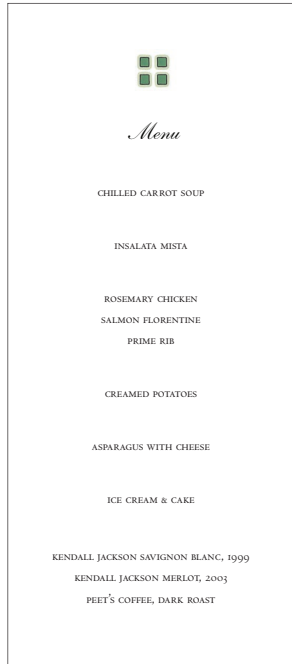 Menu
CHILLED CARROT SOUP
INSALATA MISTA
ROSEMARY CHICKEN
SALMON FLORENTINE
PRIME RIB
CREAMED POTATOES
ASPARAGUS WITH CHEESE
ICE CREAM & CAKE
KENDALL JACKSON SAVIGNON BLANC, 1999
KENDALL JACKSON MERLOT, 2003
PEET'S COFFEE, DARK ROAST